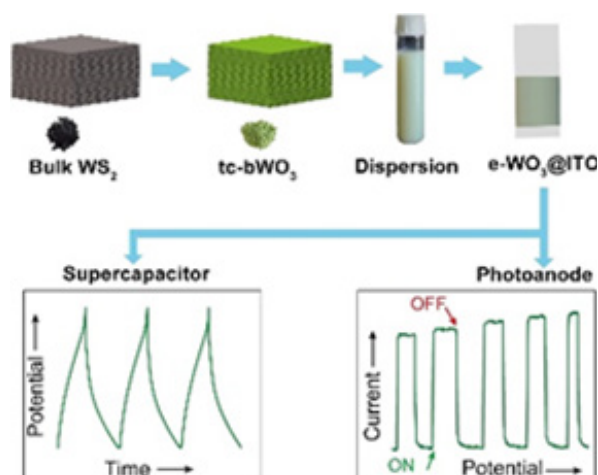 Bulk WS₂
tc-bWO₃
Dispersion
e-WO₃@ITO
Supercapacitor
Photoanode
Potential
Time
OFF
Current
ON
Potential